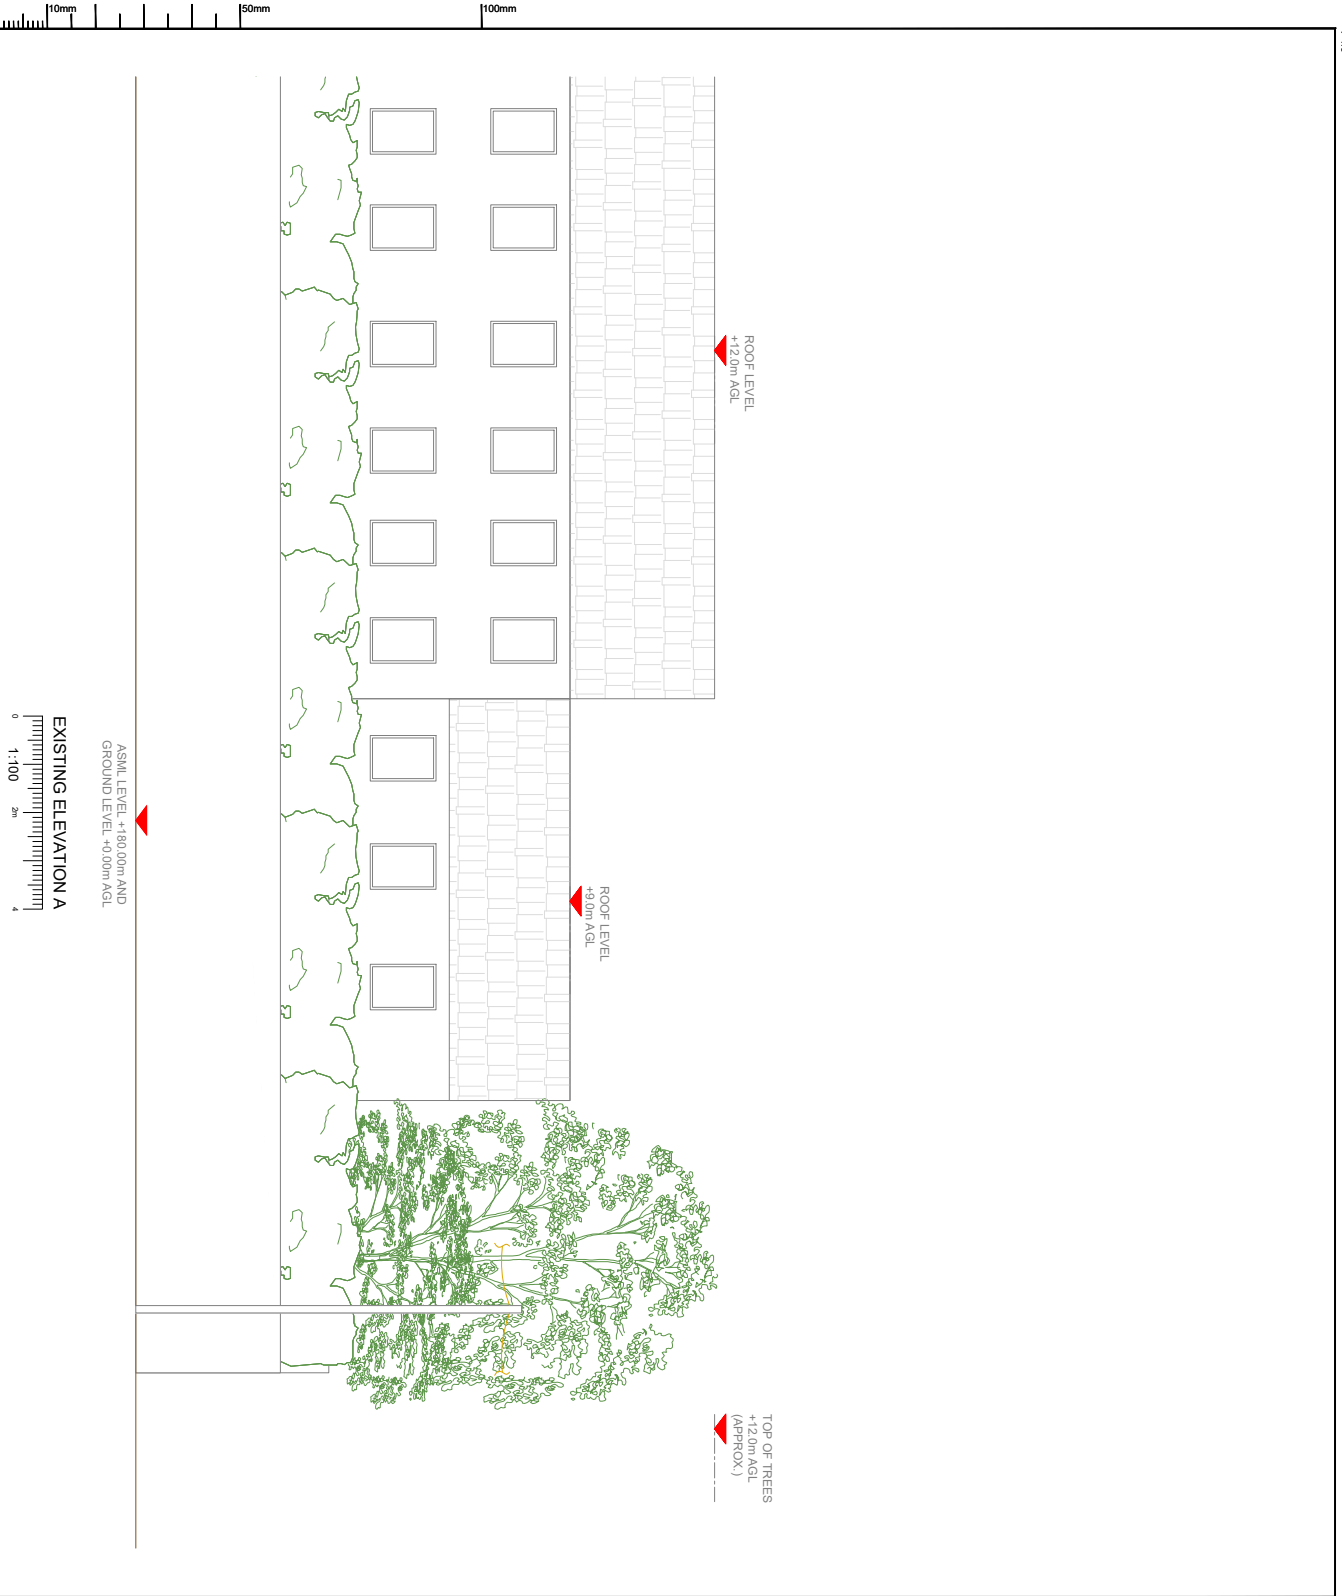 10mm
50mm
100mm
ROOF LEVEL
+12.0m AGL
ROOF LEVEL
+9.0m AGL
TOP OF TREES
+12.0m AGL
(APPROX.)
ASML LEVEL +180.00m AND
GROUND LEVEL +0.00m AGL
EXISTING ELEVATION A
0 2m 4
1:100